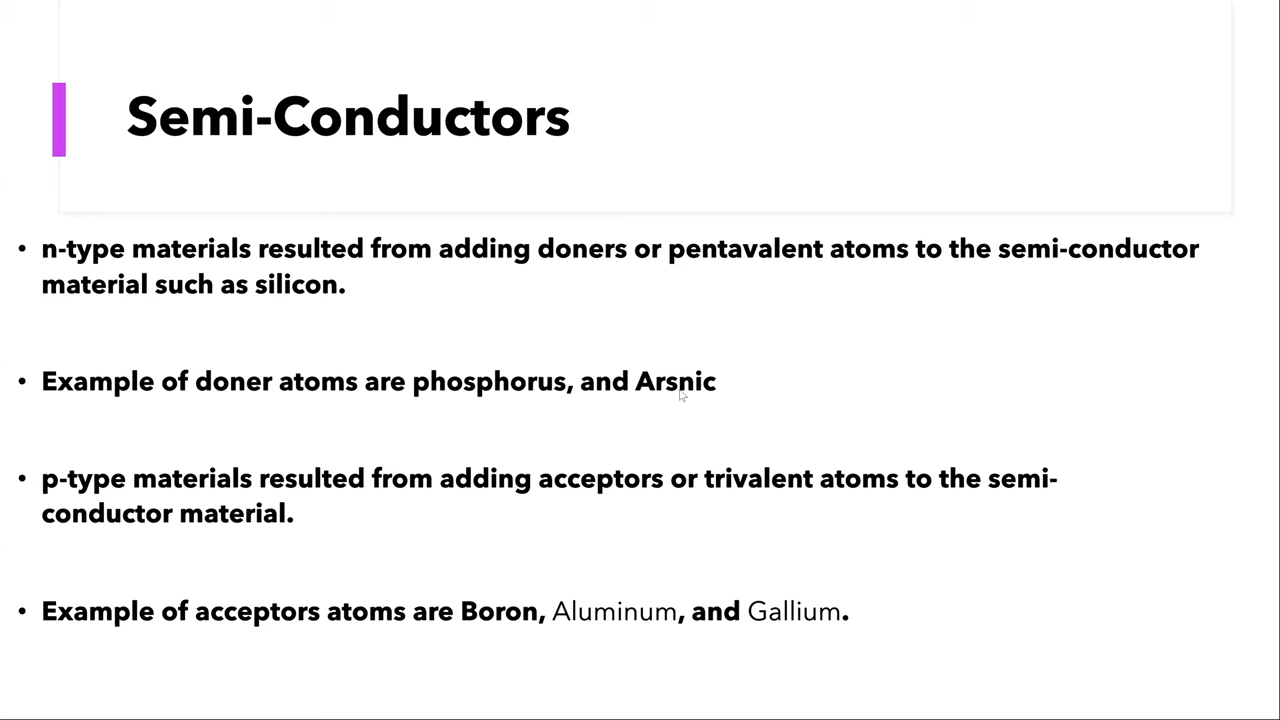 Semi-Conductors
• n-type materials resulted from adding doners or pentavalent atoms to the semi-conductor
material such as silicon.
• Example of doner atoms are phosphorus, and Arsnic
• p-type materials resulted from adding acceptors or trivalent atoms to the semi-
conductor material.
• Example of acceptors atoms are Boron, Aluminum, and Gallium.